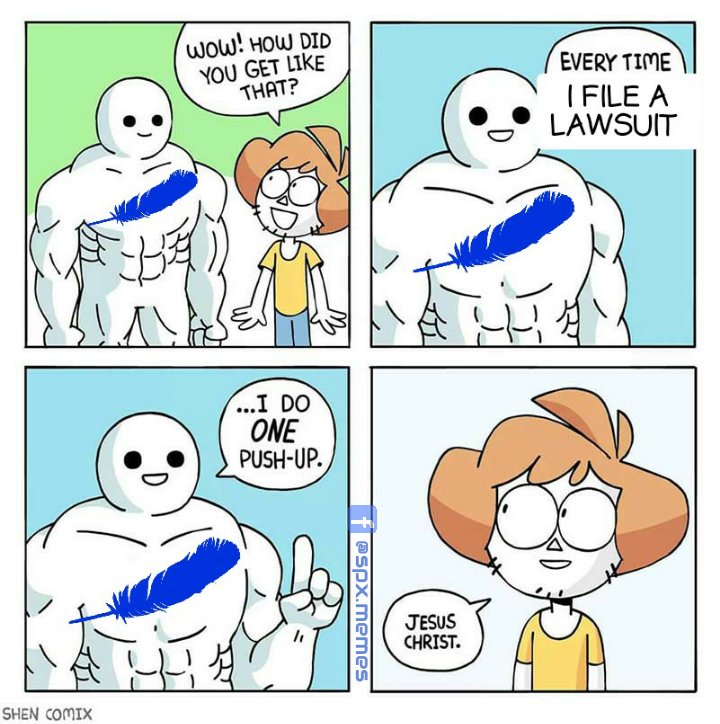 WOW! HOW DID
YOU GET LIKE
THAT?
EVERY TIME
I FILE A
LAWSUIT
...I DO
ONE
PUSH-UP.
JESUS
CHRIST.
f @spx.memes
SHEN COMIX